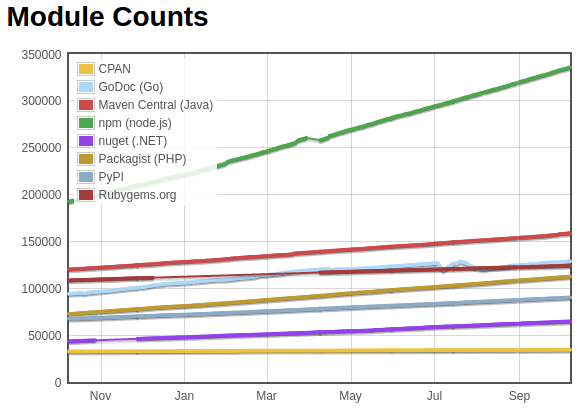 Module Counts
350000
300000
250000
200000
150000
100000
50000
0
CPAN
GoDoc (Go)
Maven Central (Java)
npm (node.js)
nuget (.NET)
Packagist (PHP)
PyPI
Rubygems.org
Nov Jan Mar May Jul Sep